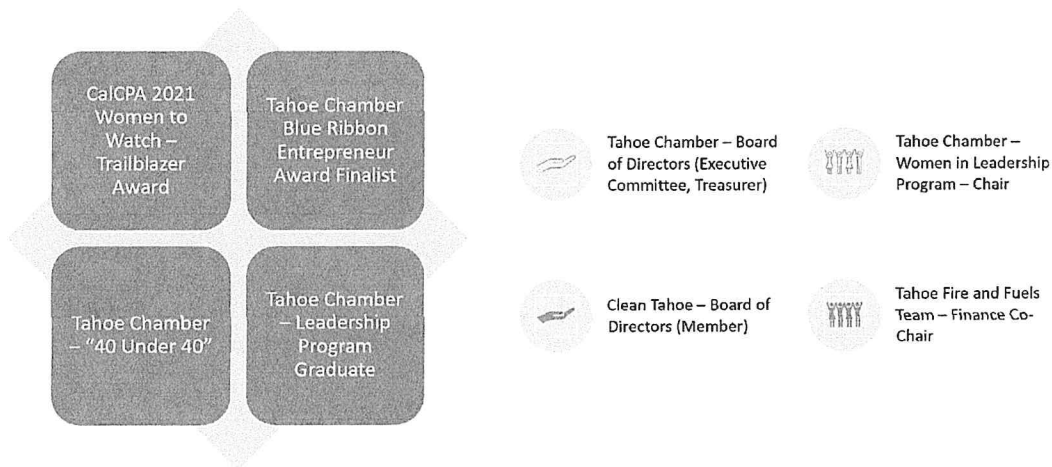 CalCPA 2021
Women to
Watch –
Trailblazer
Award
Tahoe Chamber
Blue Ribbon
Entrepreneur
Award Finalist
Tahoe Chamber
– "40 Under 40"
Tahoe Chamber
– Leadership
Program
Graduate
Tahoe Chamber – Board
of Directors (Executive
Committee, Treasurer)
Tahoe Chamber –
Women in Leadership
Program – Chair
Clean Tahoe – Board of
Directors (Member)
Tahoe Fire and Fuels
Team – Finance Co-
Chair